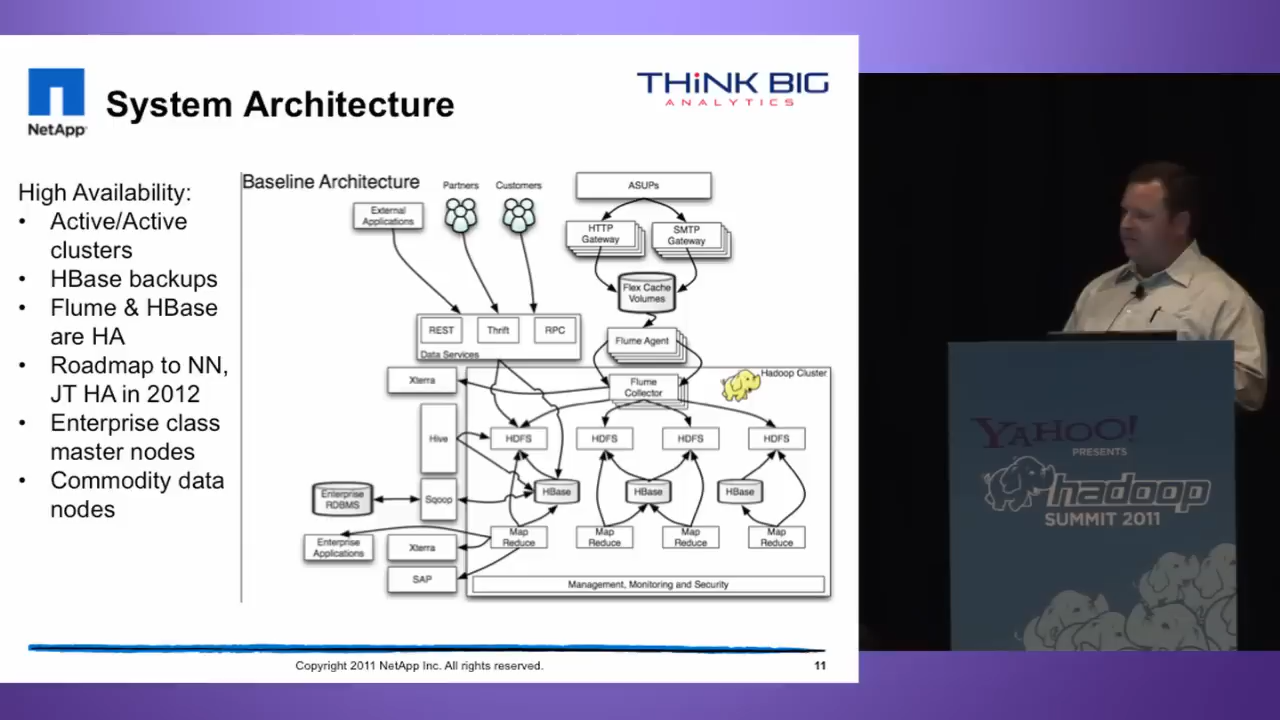 NetApp
System Architecture
THiNK BIG
ANALYTICS
High Availability:
• Active/Active
clusters
• HBase backups
• Flume & HBase
are HA
• Roadmap to NN,
JT HA in 2012
• Enterprise class
master nodes
• Commodity data
nodes
Baseline Architecture
Partners
Customers
ASUPs
External
Applications
HTTP
Gateway
SMTP
Gateway
Flex Cache
Volumes
REST
Thrift
RPC
Data Services
Flume Agent
Hadoop Cluster
Xterra
Flume
Collector
Hive
HDFS
HDFS
HDFS
HDFS
Enterprise
RDBMS
Sqoop
HBase
HBase
HBase
Enterprise
Applications
Xterra
Map
Reduce
Map
Reduce
Map
Reduce
Map
Reduce
SAP
Management, Monitoring and Security
Copyright 2011 NetApp Inc. All rights reserved.
11
YAHOO!
PRESENTS
hadoop
SUMMIT 2011